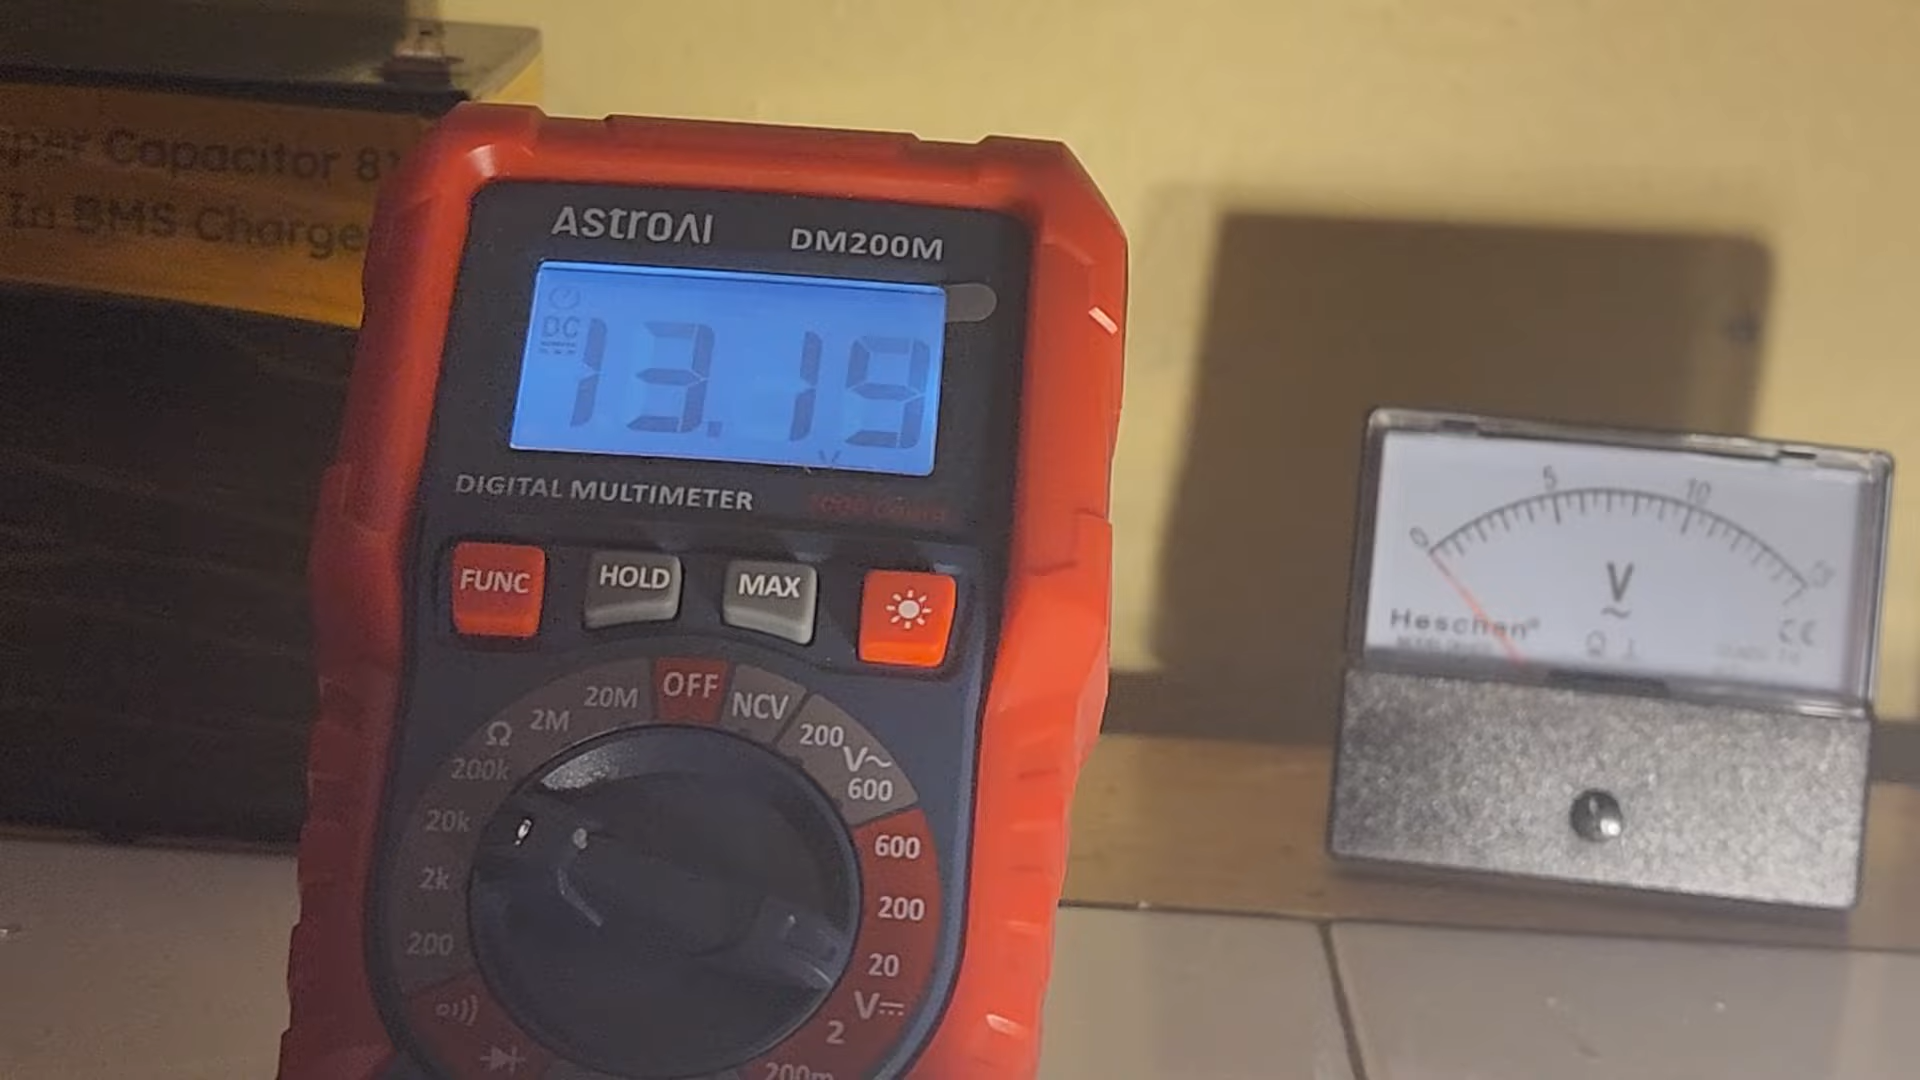 per Capacitor
In BMS Charge
AstroAI DM200M
DC
13.19
V
DIGITAL MULTIMETER
FUNC HOLD MAX
OFF
NCV
20M
2M
Ω
200k
20k
2k
200
200
V~
600
600
200
20
V
2
200m
0 5 10 15
V
~
Heschen®
CE